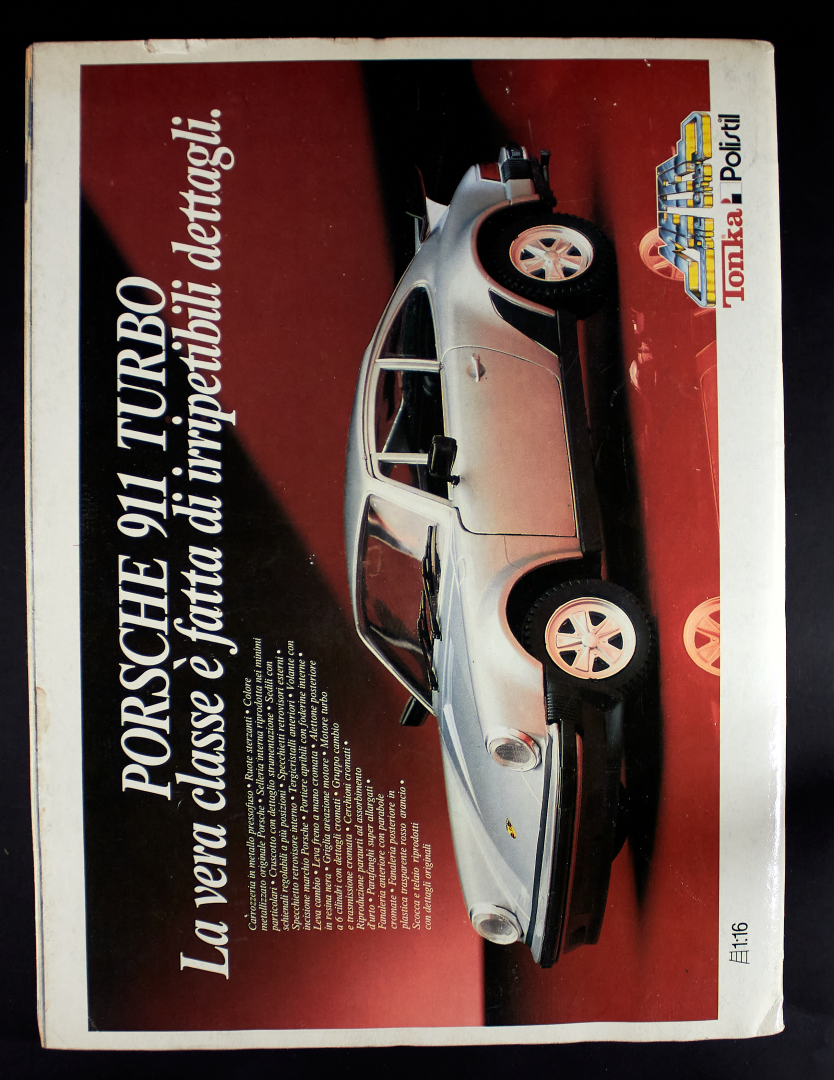 PORSCHE 911 TURBO
La vera classe è fatta di irripetibili dettagli.
Carrozzeria in metallo pressofuso • Ruote sterzanti • Colore
metallizzato originale Porsche • Selleria interna riprodotta nei minimi
particolari • Cruscotto con dettaglio strumentazione • Sedili con
schienali regolabili a più posizioni • Specchietti retrovisori esterni •
Specchietto retrovisore interno • Tergicristalli anteriori • Volante con
incisione marchio Porsche • Portiere apribili con foderine interne •
Leva cambio • Leva freno a mano cromata • Alettone posteriore
in resina nera • Griglia areazione motore • Motore turbo
a 6 cilindri con dettagli cromati • Gruppo cambio
e trasmissione cromata • Cerchioni cromati •
Riproduzione paraurti ad assorbimento
d'urto • Parafanghi super allargati •
Fanaleria anteriore con parabole
cromate • Fanaleria posteriore in
plastica trasparente rosso arancio •
Scocca e telaio riprodotti
con dettagli originali
1:16
Tonka Polistil